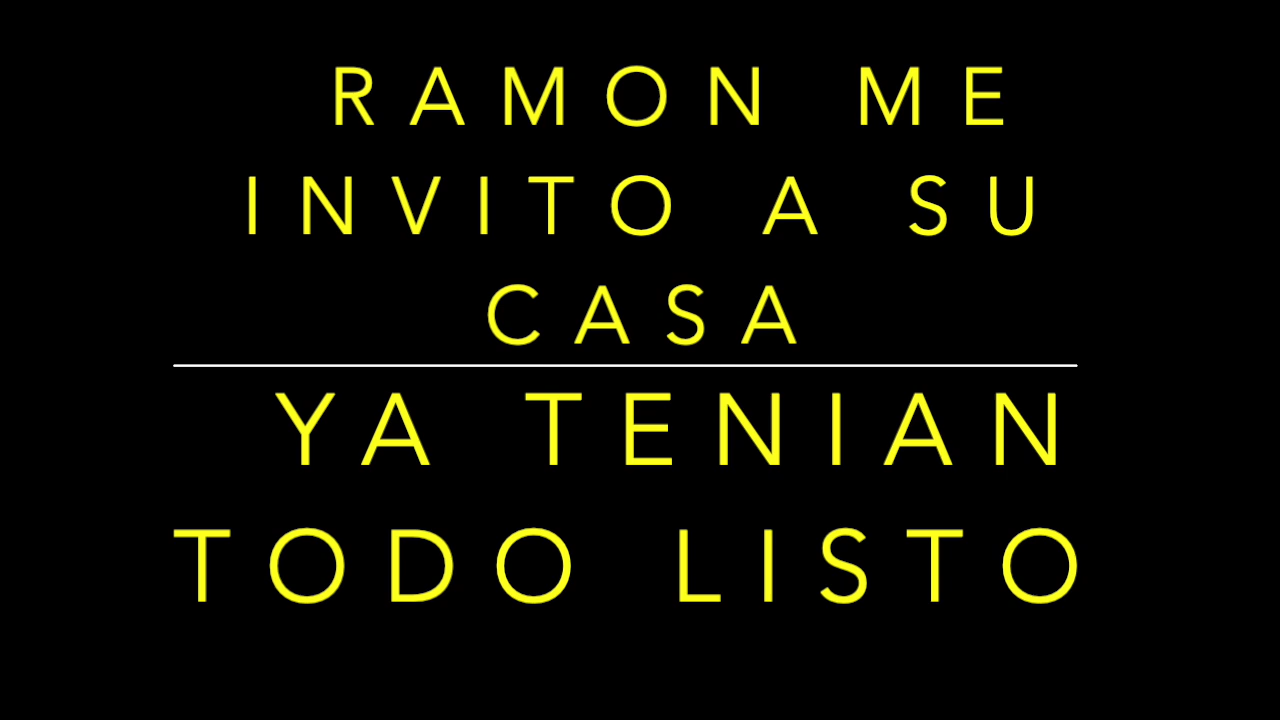 RAMON ME
INVITO A SU
CASA
YA TENIAN
TODO LISTO